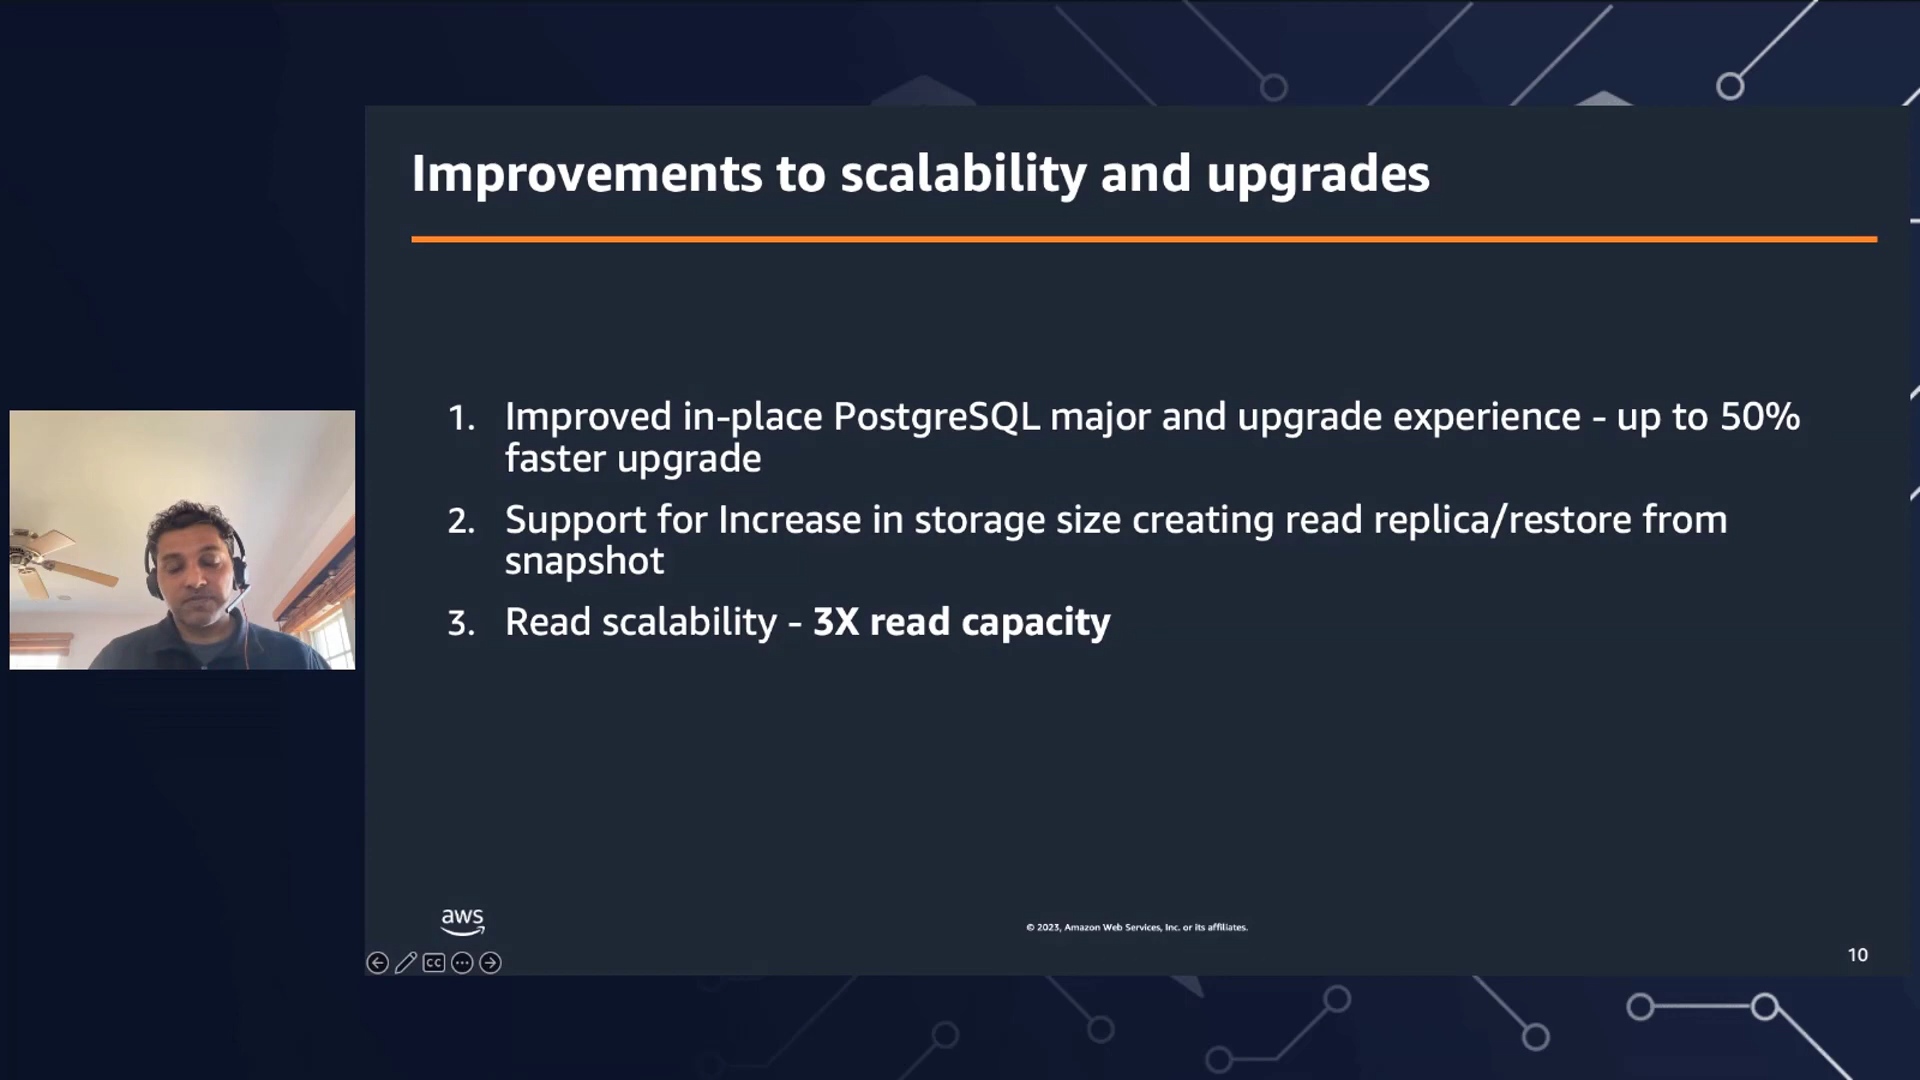 Improvements to scalability and upgrades
1. Improved in-place PostgreSQL major and upgrade experience - up to 50%
faster upgrade
2. Support for Increase in storage size creating read replica/restore from
snapshot
3. Read scalability - 3X read capacity
aws
© 2023, Amazon Web Services, Inc. or its affiliates.
CC
10